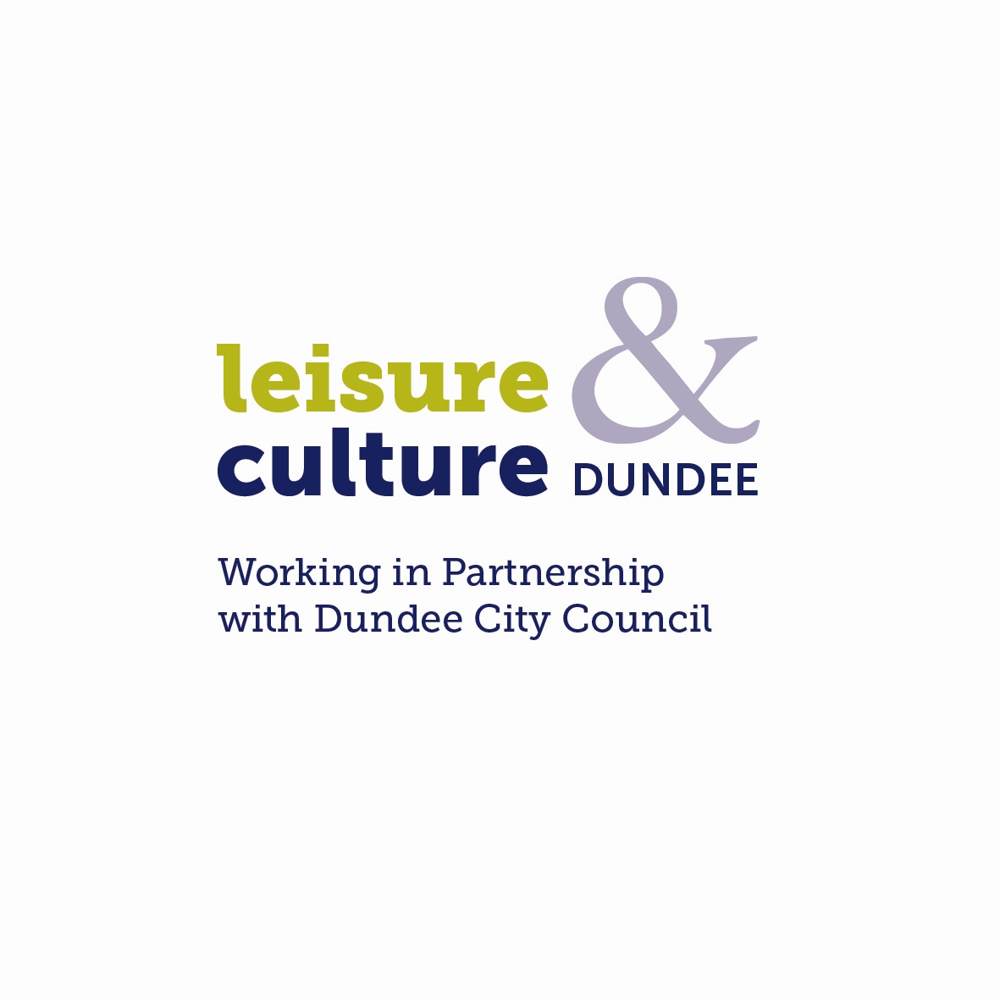 leisure &
culture DUNDEE
Working in Partnership
with Dundee City Council